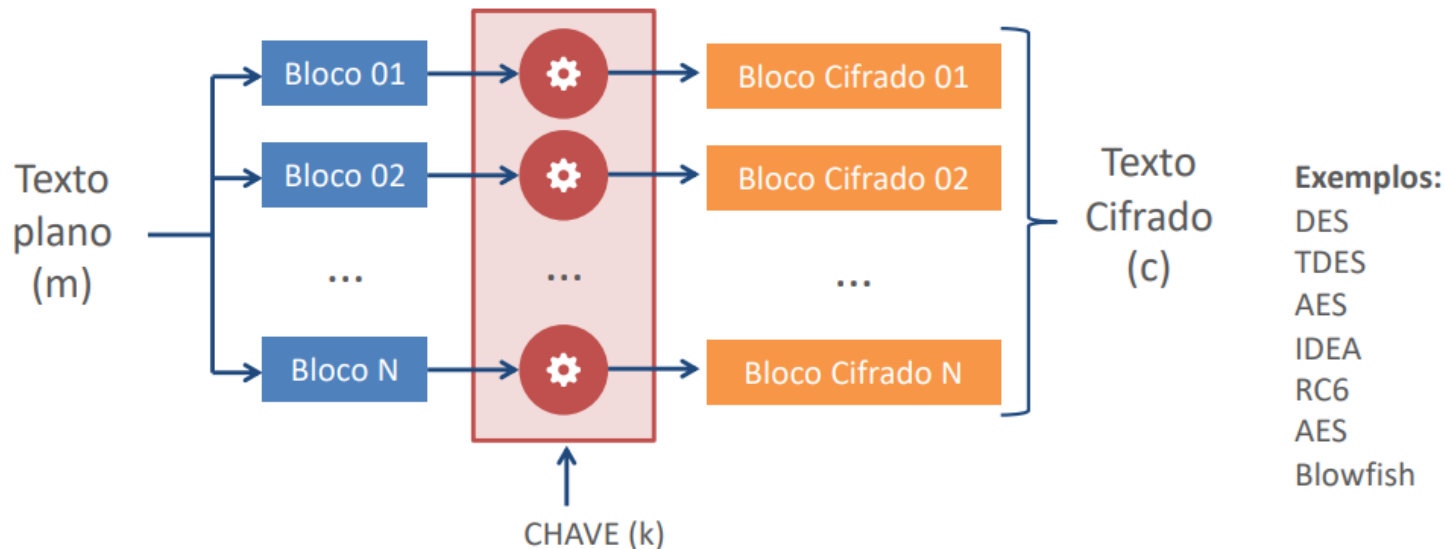 Texto
plano
(m)
Bloco 01
Bloco 02
...
Bloco N
...
CHAVE (k)
Bloco Cifrado 01
Bloco Cifrado 02
...
Bloco Cifrado N
Texto
Cifrado
(c)
Exemplos:
DES
TDES
AES
IDEA
RC6
AES
Blowfish